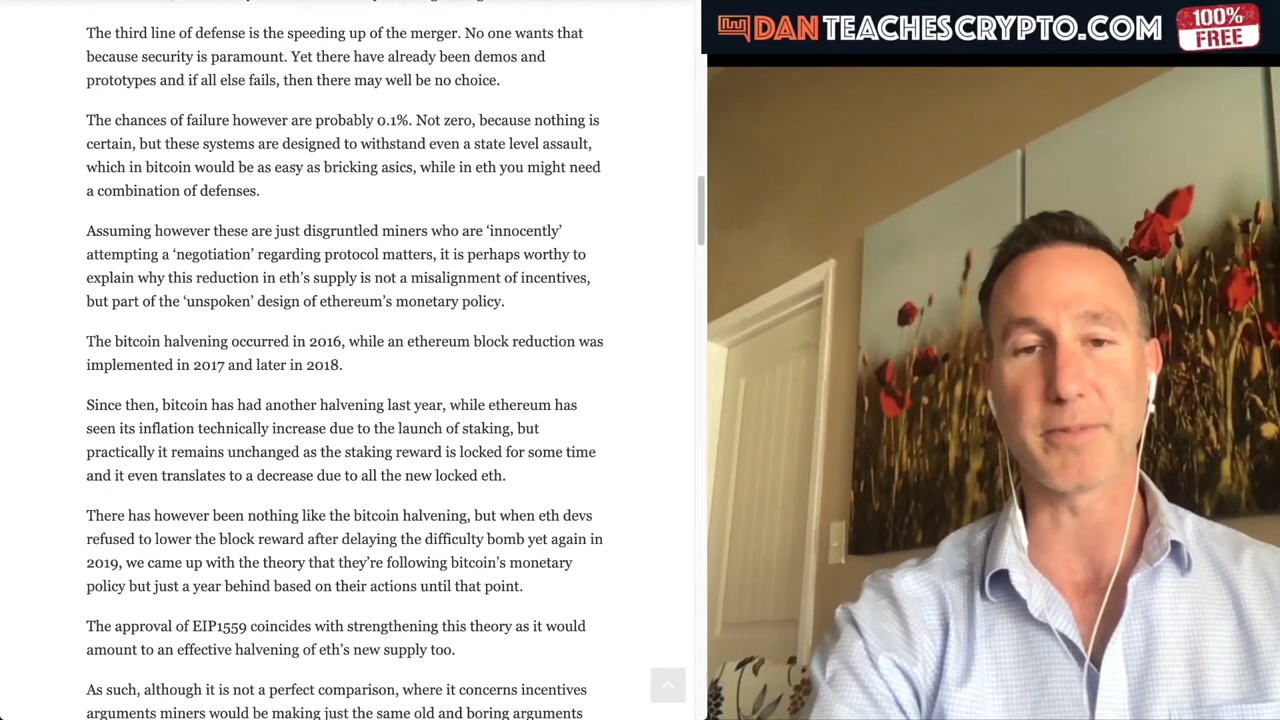 The third line of defense is the speeding up of the merger. No one wants that
because security is paramount. Yet there have already been demos and
prototypes and if all else fails, then there may well be no choice.
The chances of failure however are probably 0.1%. Not zero, because nothing is
certain, but these systems are designed to withstand even a state level assault,
which in bitcoin would be as easy as bricking asics, while in eth you might need
a combination of defenses.
Assuming however these are just disgruntled miners who are ‘innocently’
attempting a ‘negotiation’ regarding protocol matters, it is perhaps worthy to
explain why this reduction in eth’s supply is not a misalignment of incentives,
but part of the ‘unspoken’ design of ethereum’s monetary policy.
The bitcoin halvening occurred in 2016, while an ethereum block reduction was
implemented in 2017 and later in 2018.
Since then, bitcoin has had another halvening last year, while ethereum has
seen its inflation technically increase due to the launch of staking, but
practically it remains unchanged as the staking reward is locked for some time
and it even translates to a decrease due to all the new locked eth.
There has however been nothing like the bitcoin halvening, but when eth devs
refused to lower the block reward after delaying the difficulty bomb yet again in
2019, we came up with the theory that they’re following bitcoin’s monetary
policy but just a year behind based on their actions until that point.
The approval of EIP1559 coincides with strengthening this theory as it would
amount to an effective halvening of eth’s new supply too.
As such, although it is not a perfect comparison, where it concerns incentives
arguments miners would be making just the same old and boring arguments
DANTEACHESCRYPTO.COM
100%
FREE